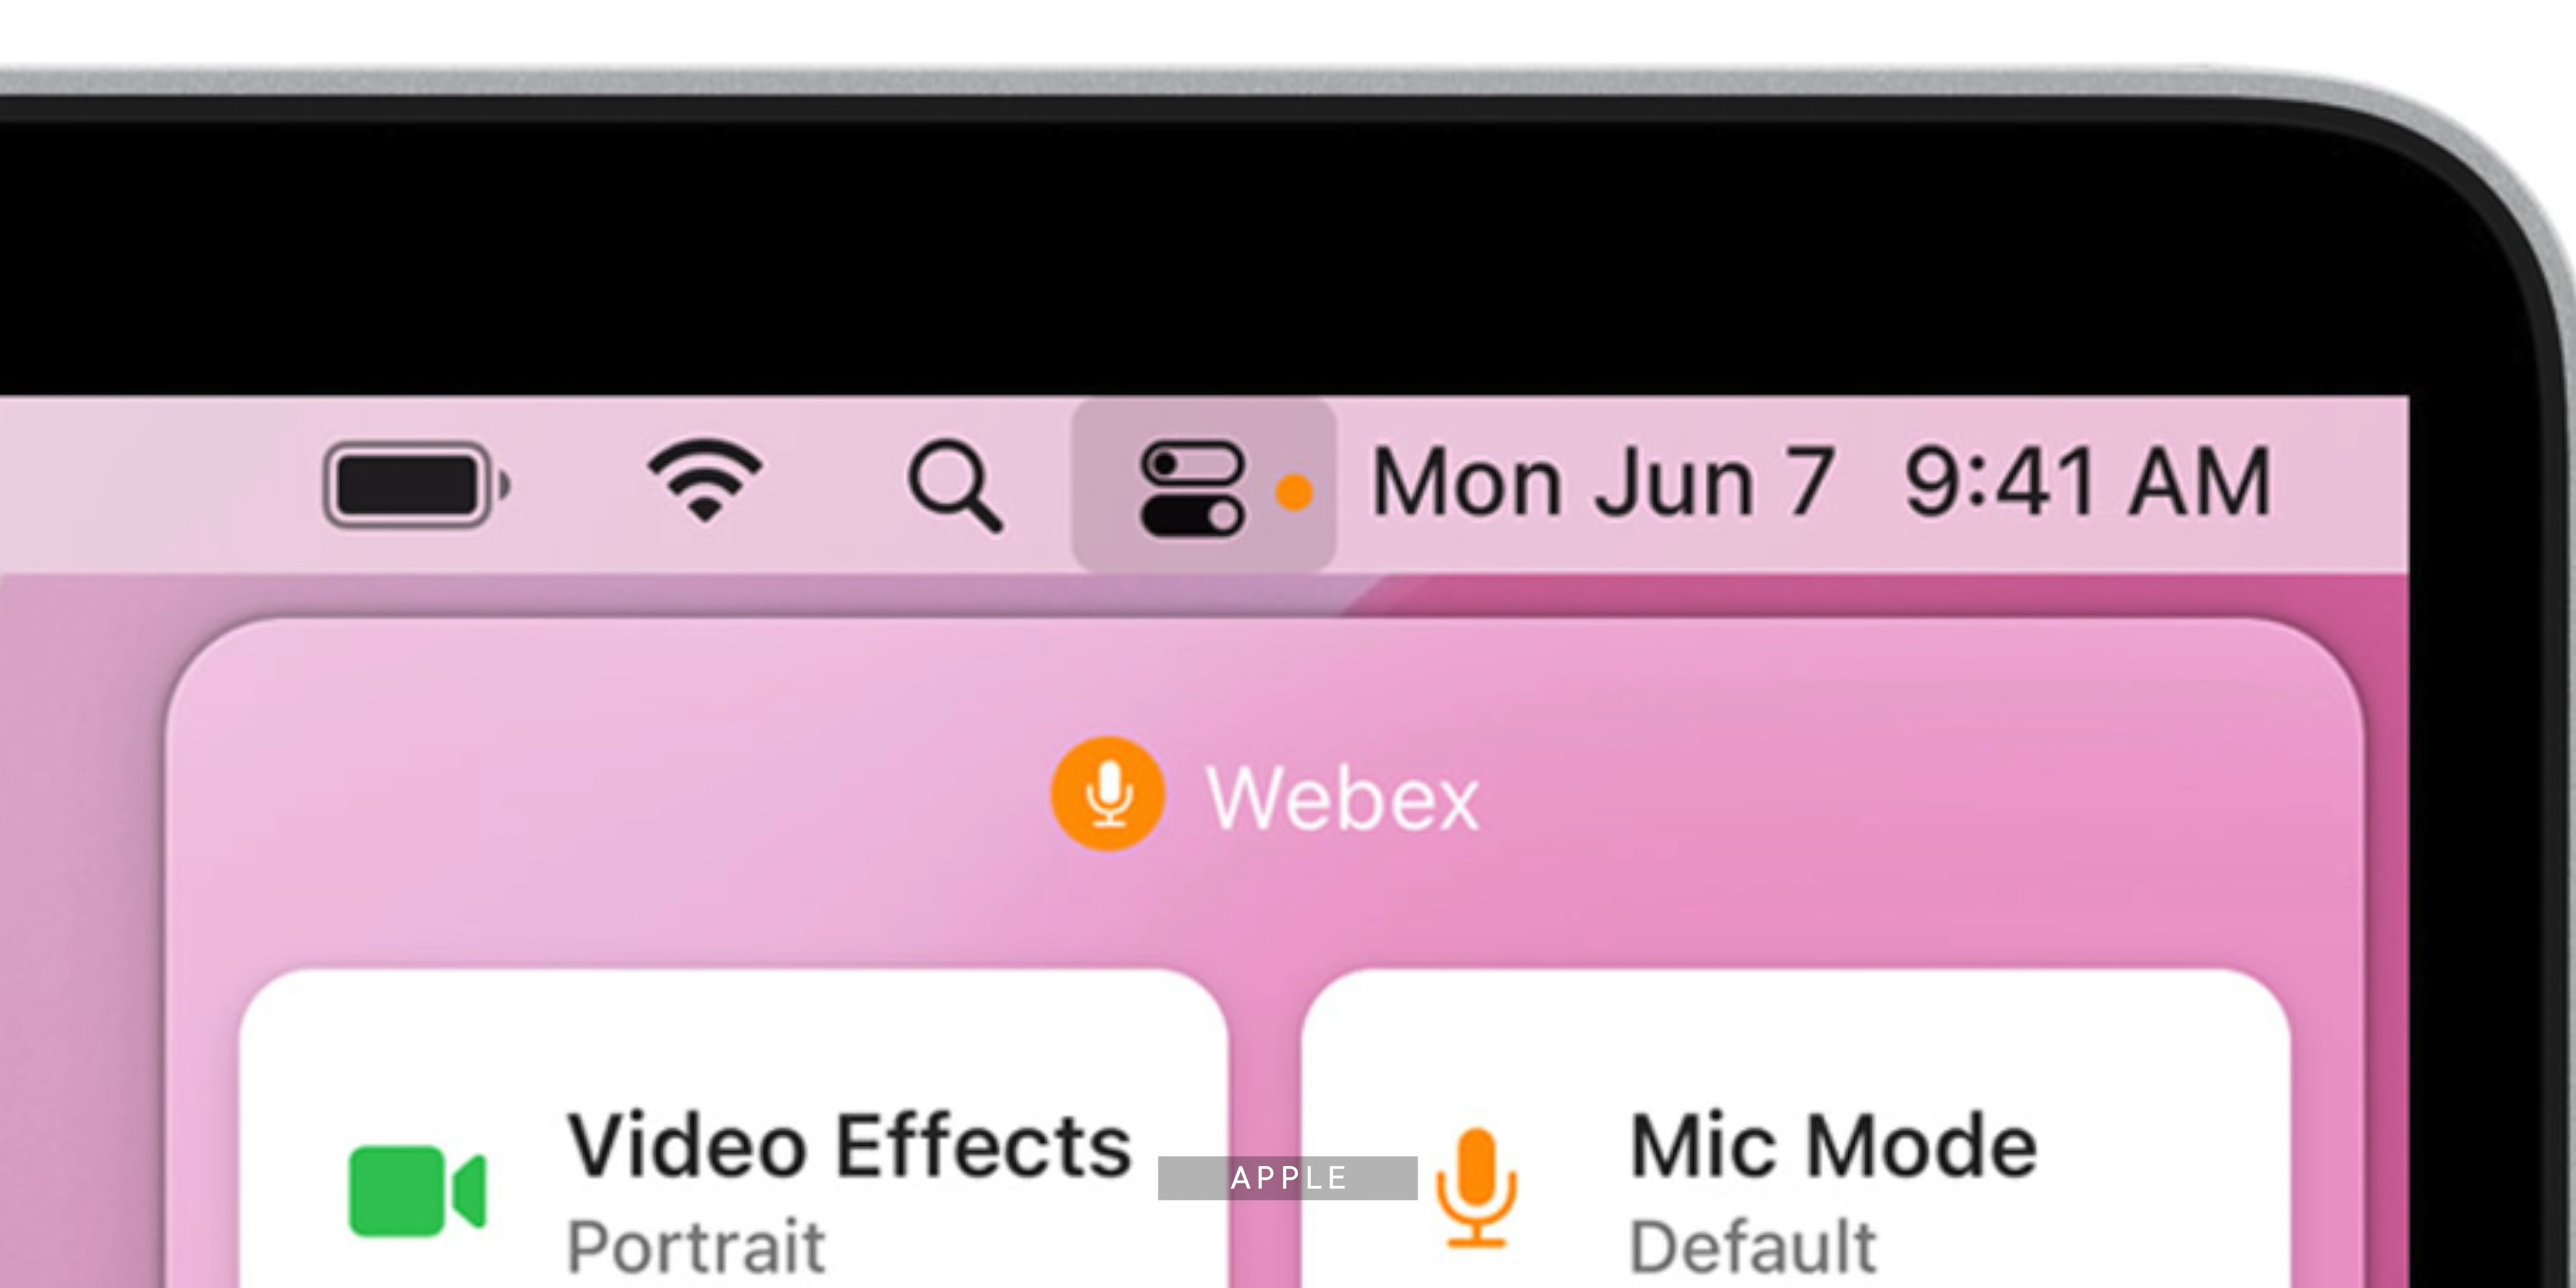 Mon Jun 7 9:41 AM
Webex
Video Effects
Portrait
Mic Mode
Default
APPLE